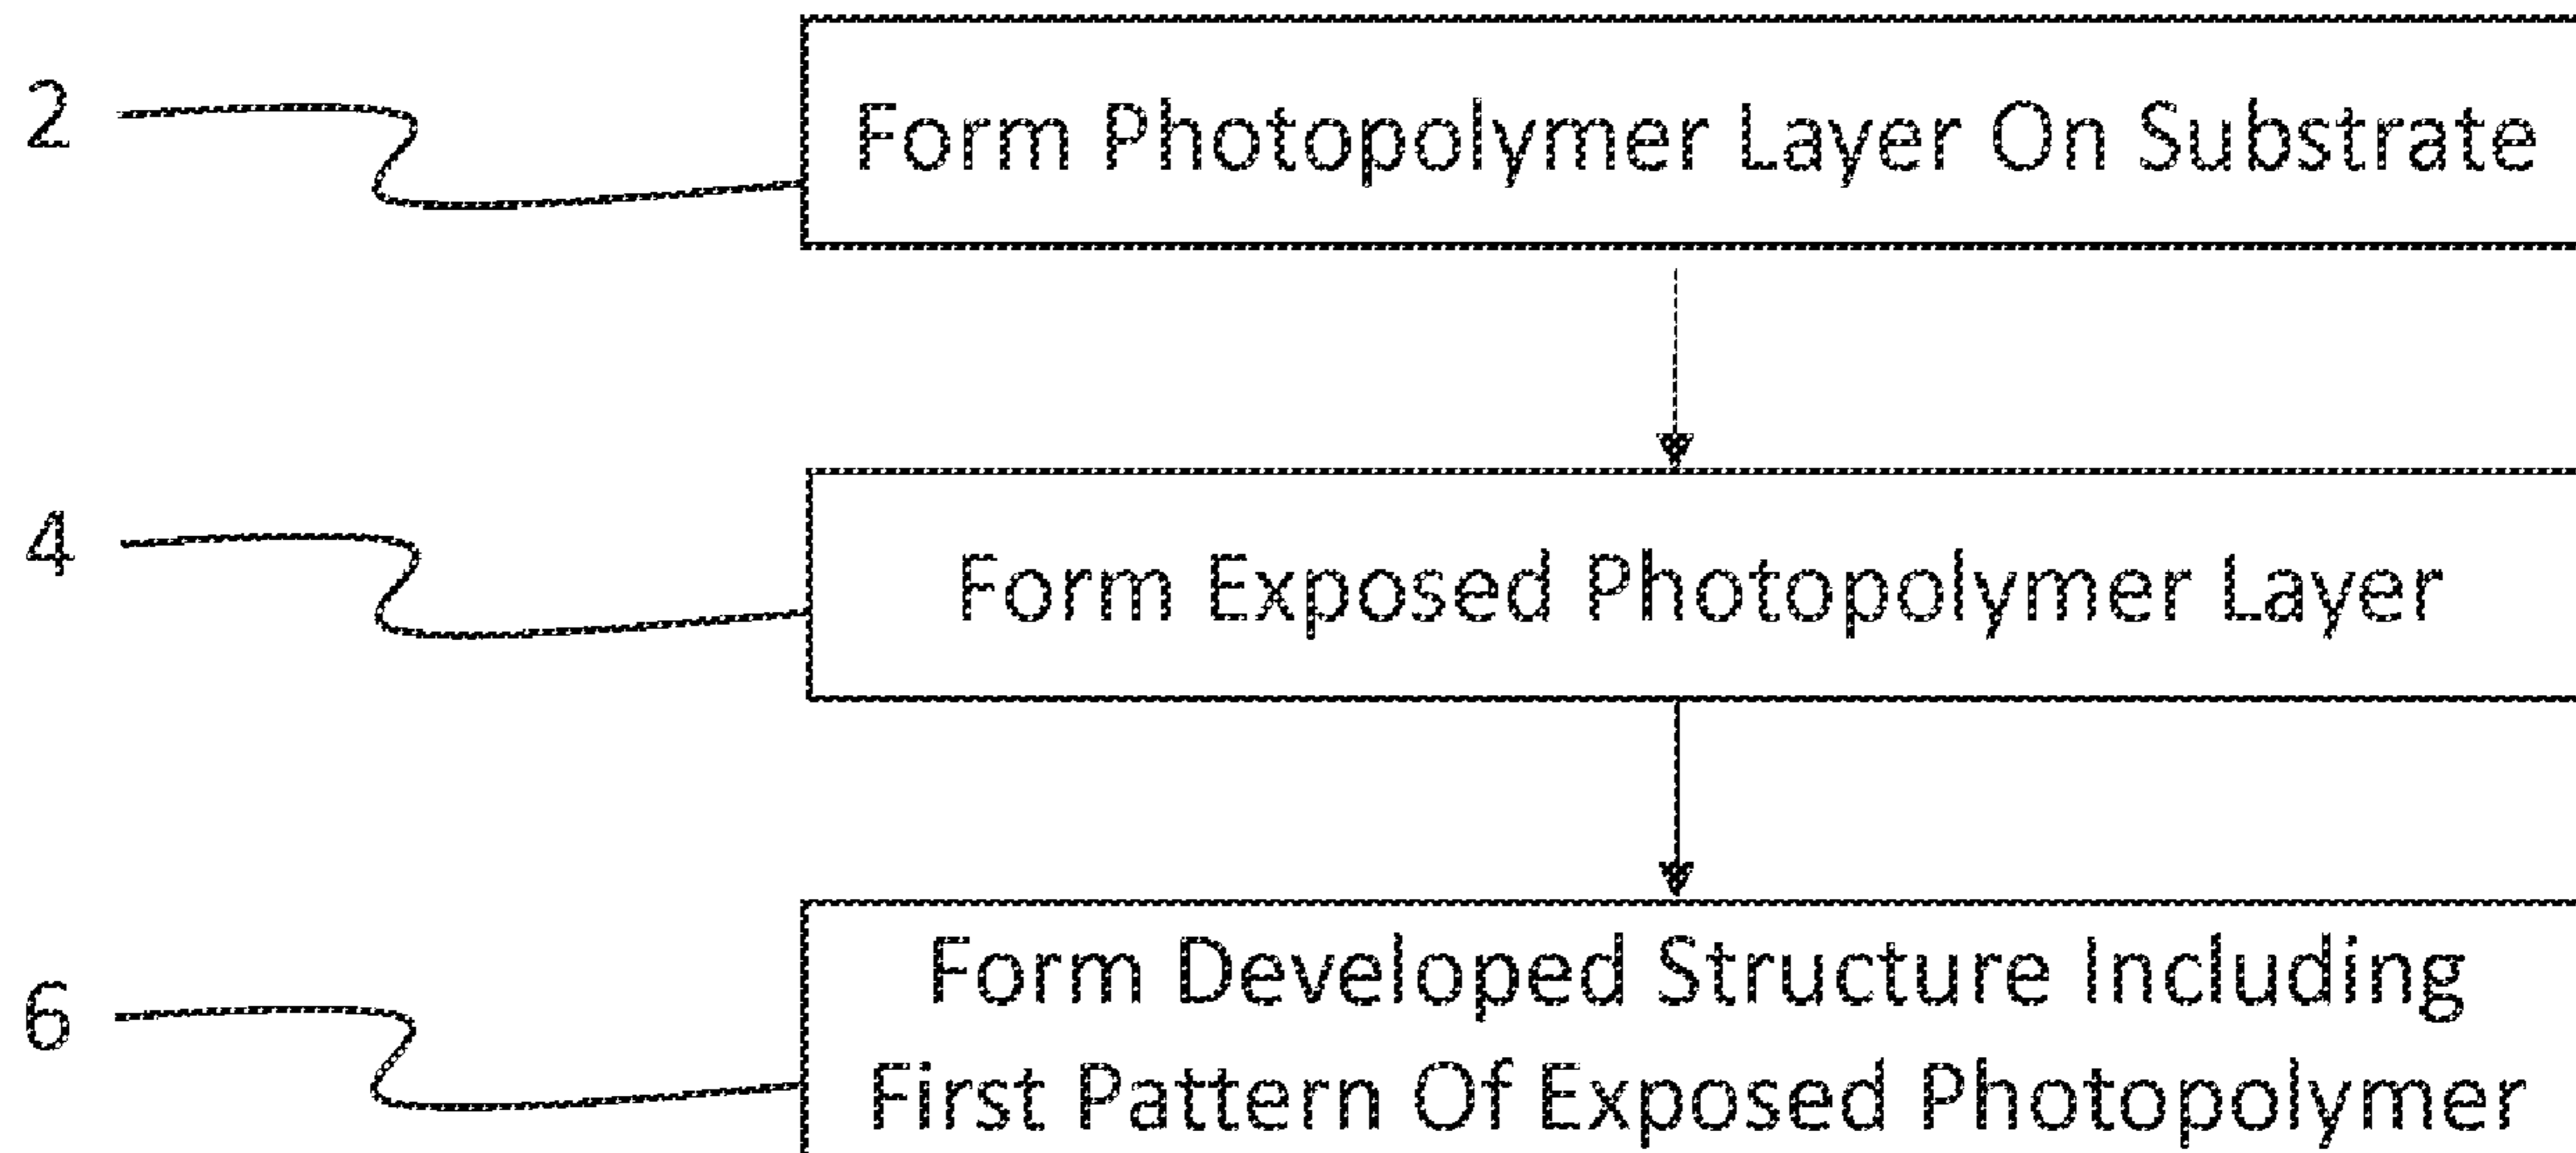 2
Form Photopolymer Layer On Substrate
4
Form Exposed Photopolymer Layer
6
Form Developed Structure Including
First Pattern Of Exposed Photopolymer